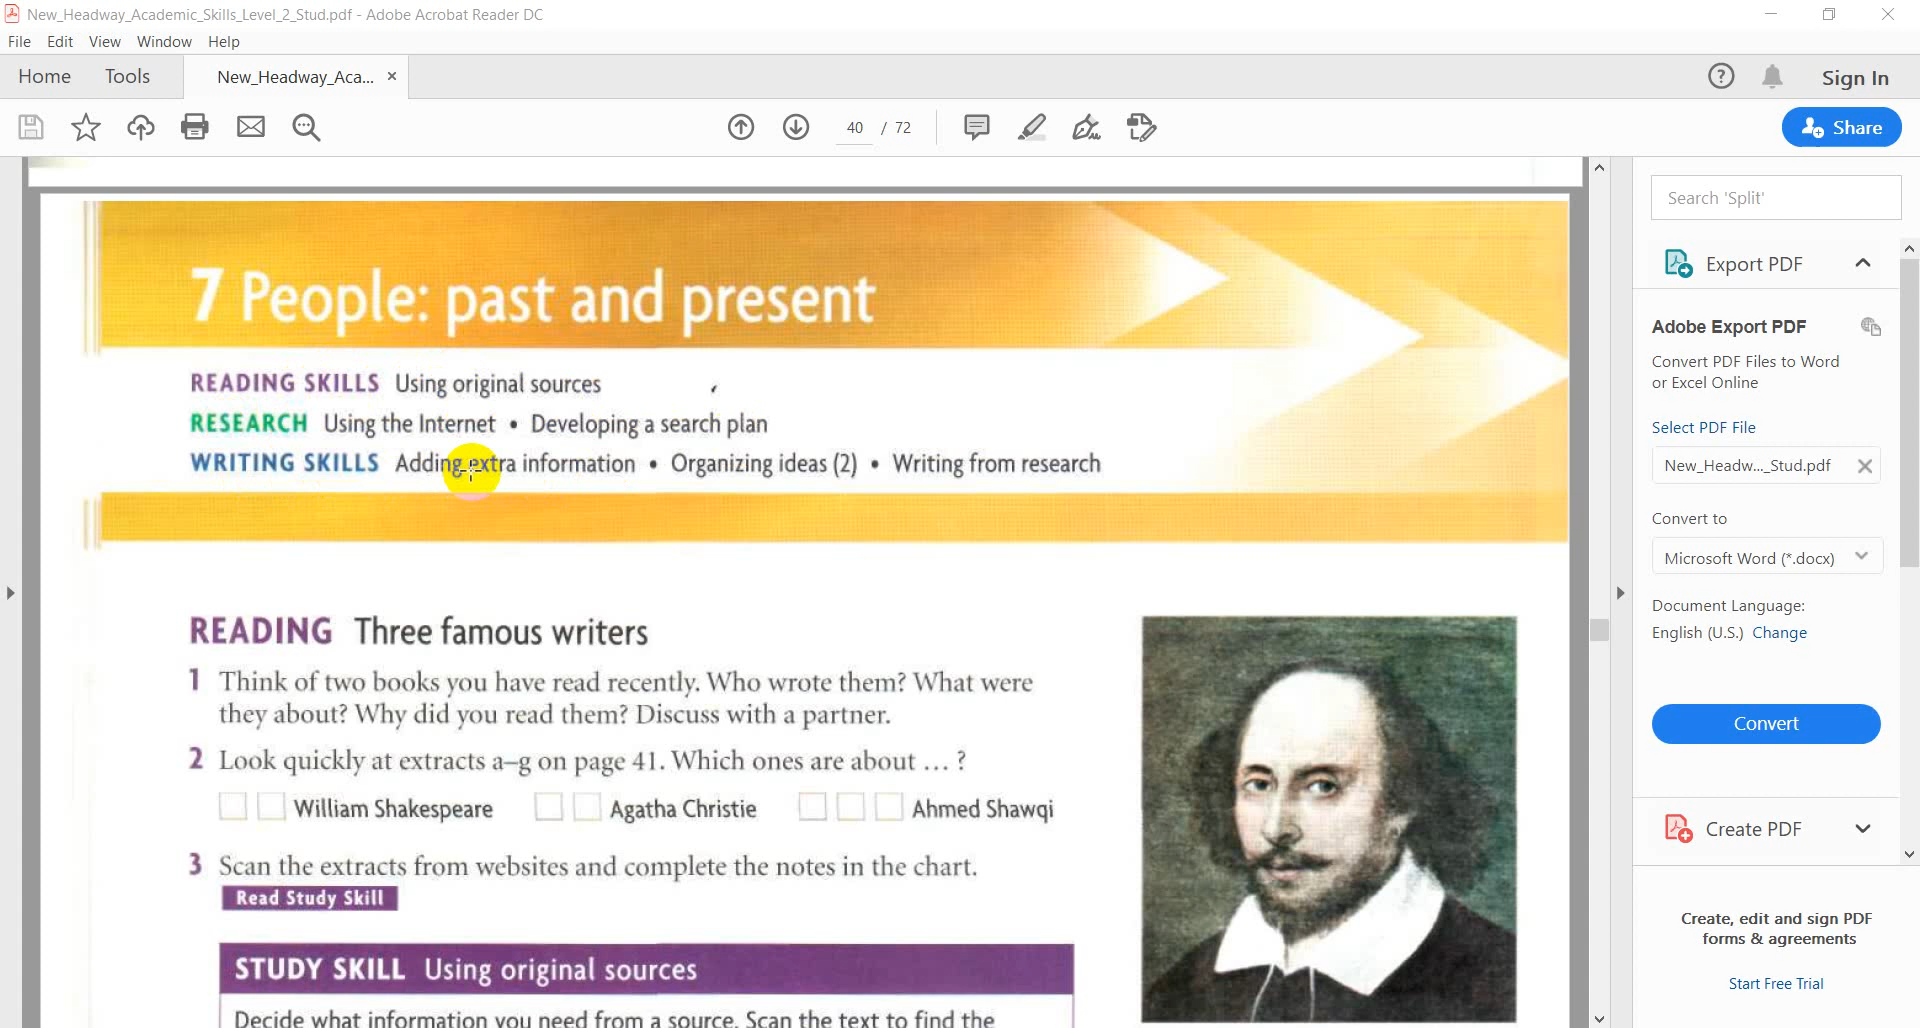 New_Headway_Academic_Skills_Level_2_Stud.pdf - Adobe Acrobat Reader DC
File Edit View Window Help
Home Tools New_Headway_Aca... × Sign In
40 / 72 Share
7 People: past and present
READING SKILLS Using original sources
RESEARCH Using the Internet • Developing a search plan
WRITING SKILLS Adding extra information • Organizing ideas (2) • Writing from research
READING Three famous writers
1 Think of two books you have read recently. Who wrote them? What were
they about? Why did you read them? Discuss with a partner.
2 Look quickly at extracts a–g on page 41. Which ones are about … ?
William Shakespeare Agatha Christie Ahmed Shawqi
3 Scan the extracts from websites and complete the notes in the chart.
Read Study Skill
STUDY SKILL Using original sources
Decide what information you need from a source. Scan the text to find the
Search 'Split'
Export PDF
Adobe Export PDF
Convert PDF Files to Word
or Excel Online
Select PDF File
New_Headw..._Stud.pdf
Convert to
Microsoft Word (*.docx)
Document Language:
English (U.S.) Change
Convert
Create PDF
Create, edit and sign PDF
forms & agreements
Start Free Trial